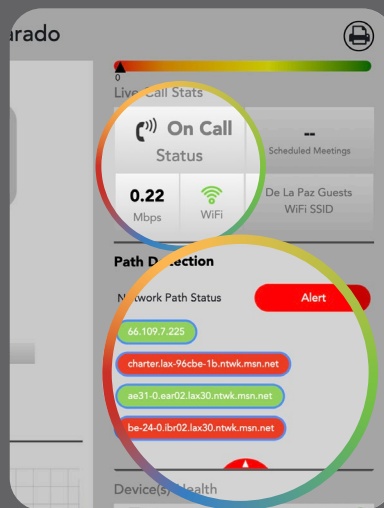 arado
0
Live Call Stats
On Call
Status
--
Scheduled Meetings
0.22
Mbps
WiFi
De La Paz Guests
WiFi SSID
Path Detection
Network Path Status
Alert
66.109.7.225
charter.lax-96cbe-1b.ntwk.msn.net
ae31-0.ear02.lax30.ntwk.msn.net
be-24-0.ibr02.lax30.ntwk.msn.net
Device(s) Health